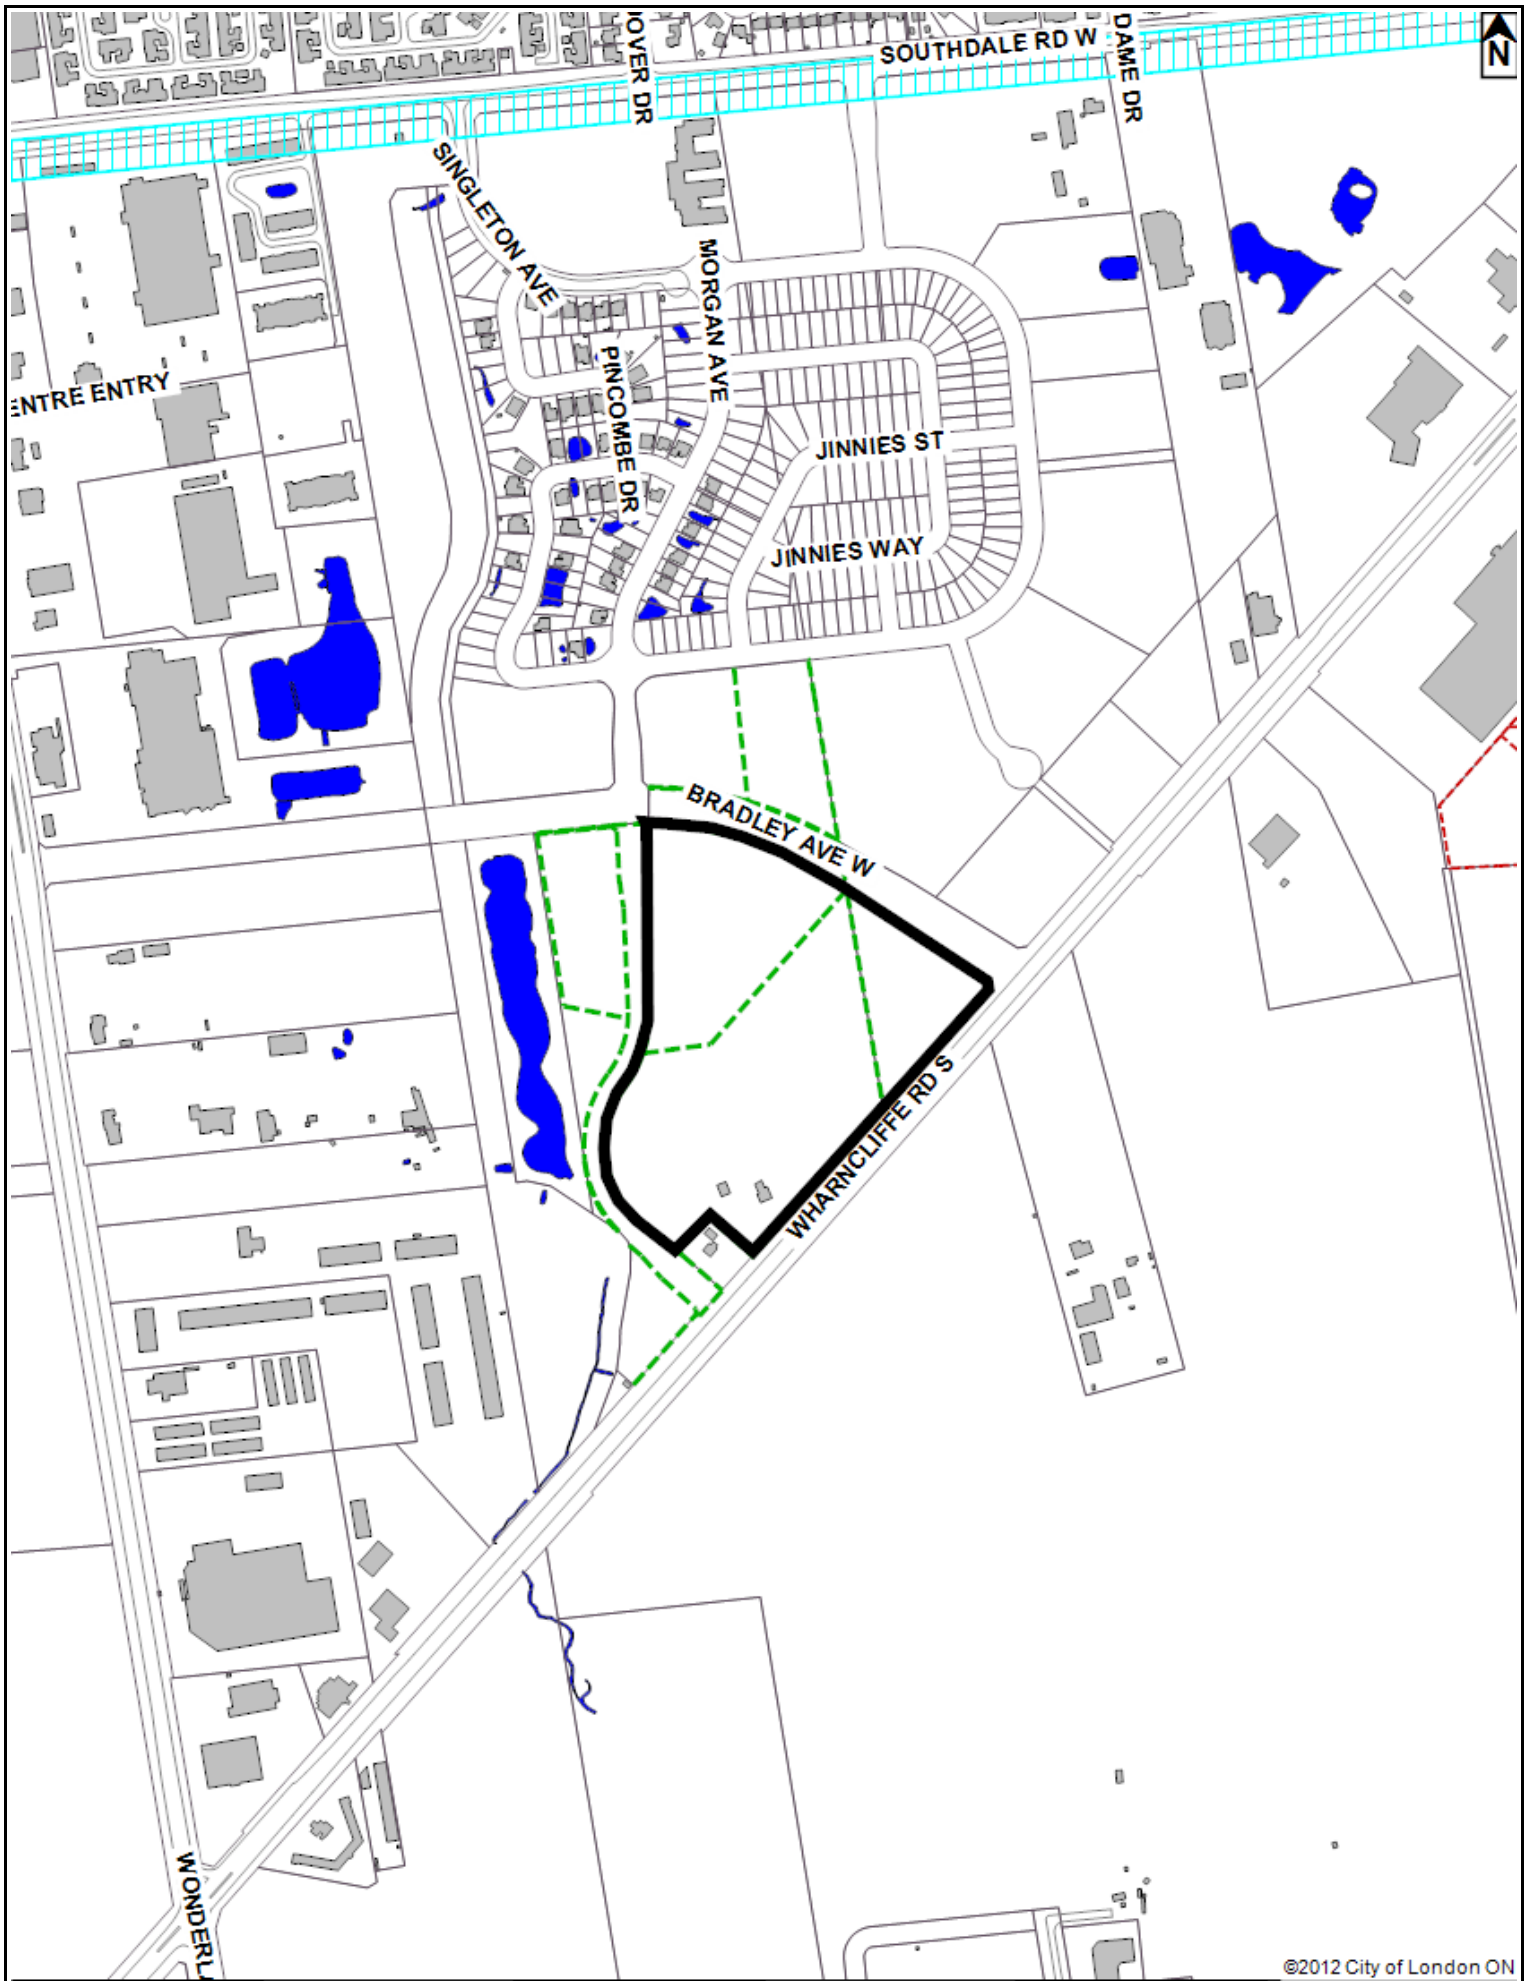 SOUTHDALE RD W
N
OVER DR
DAME DR
SINGLETON AVE
MORGAN AVE
PINCOMBE DR
ENTRE ENTRY
JINNIES ST
JINNIES WAY
BRADLEY AVE W
WHARNCLIFFE RD S
WONDERLA
©2012 City of London ON